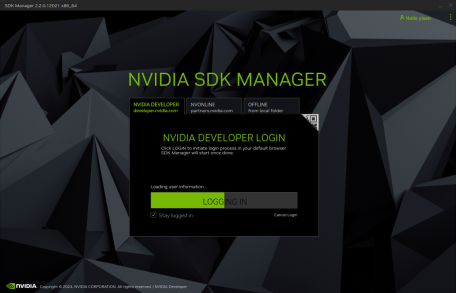 SDK Manager 2.2.0.12021 x86_64
NVIDIA SDK MANAGER
NVIDIA DEVELOPER
developer.nvidia.com
NVONLINE
partners.nvidia.com
OFFLINE
from local folder
NVIDIA DEVELOPER LOGIN
Click LOGIN to initiate login process in your default browser.
SDK Manager will start once done.
Loading user information...
LOGGING IN
Stay logged in
Cancel Login
NVIDIA
Copyright © 2024, NVIDIA CORPORATION. All rights reserved. | NVIDIA Developer